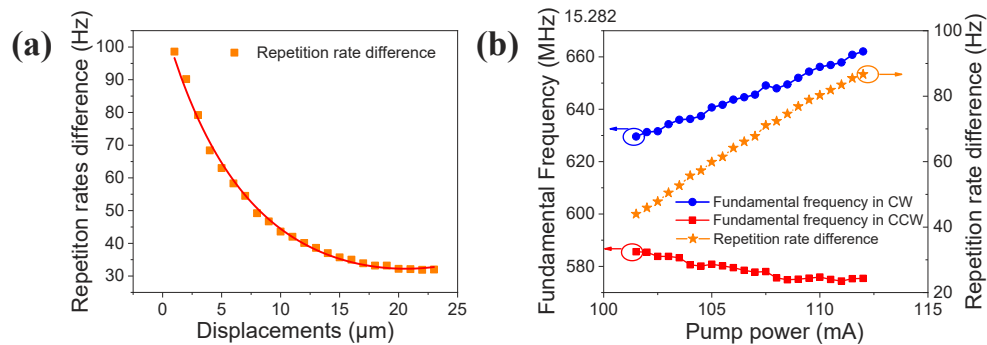 (a)
Repetiton rates difference (Hz)
100
90
80
70
60
50
40
30
Repetition rate difference
0
5
10
15
20
25
Displacements (μm)
(b)
15.282
Fundamental Frequency (MHz)
660
640
620
600
580
Fundamental frequency in CW
Fundamental frequency in CCW
Repetition rate difference
100
80
60
40
20
Repetition rate difference (Hz)
100
105
110
115
Pump power (mA)